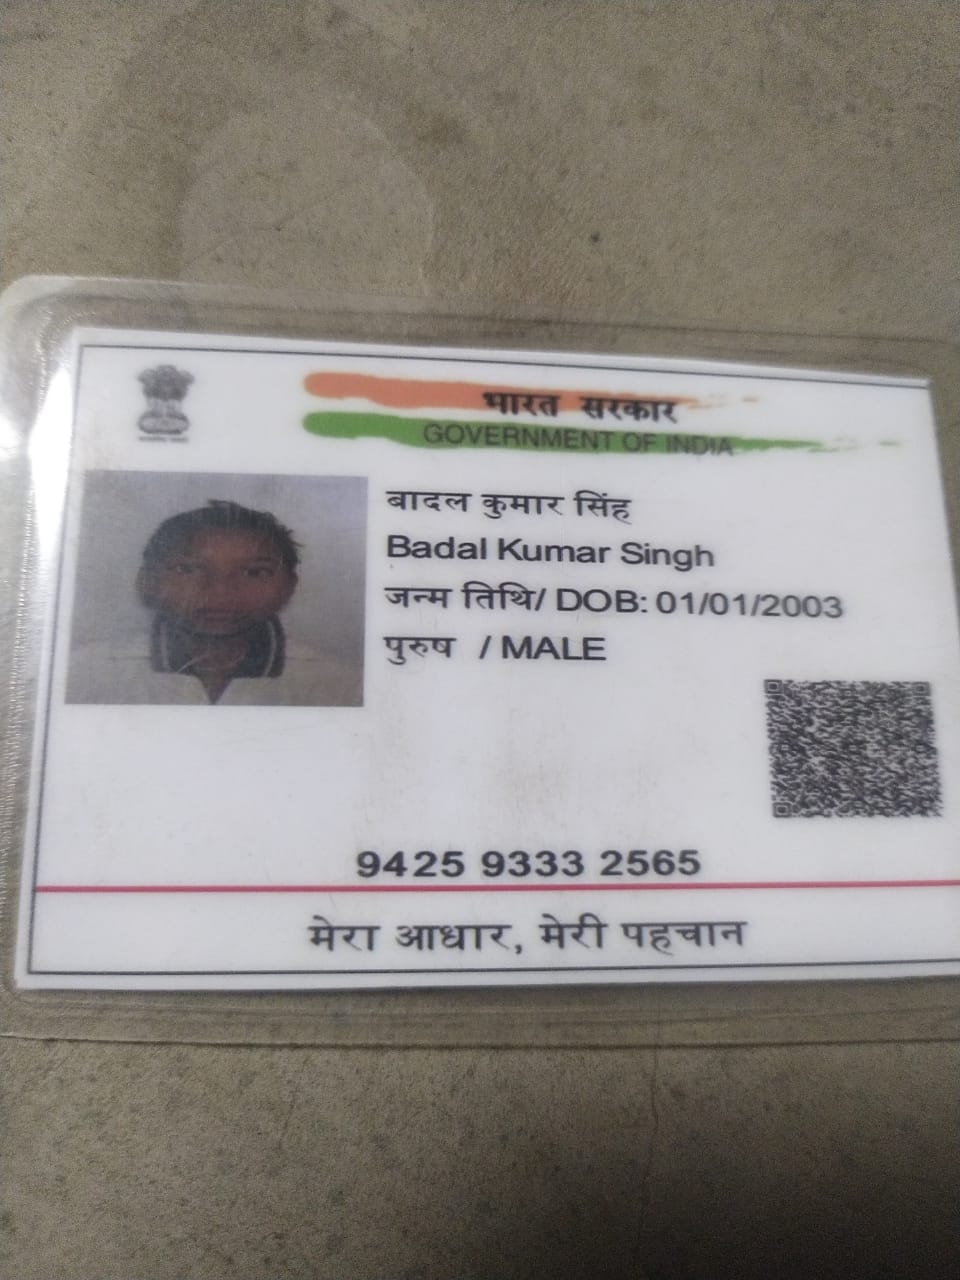 भारत सरकार
GOVERNMENT OF INDIA
बादल कुमार सिंह
Badal Kumar Singh
जन्म तिथि/ DOB: 01/01/2003
पुरुष / MALE
9425 9333 2565
मेरा आधार, मेरी पहचान